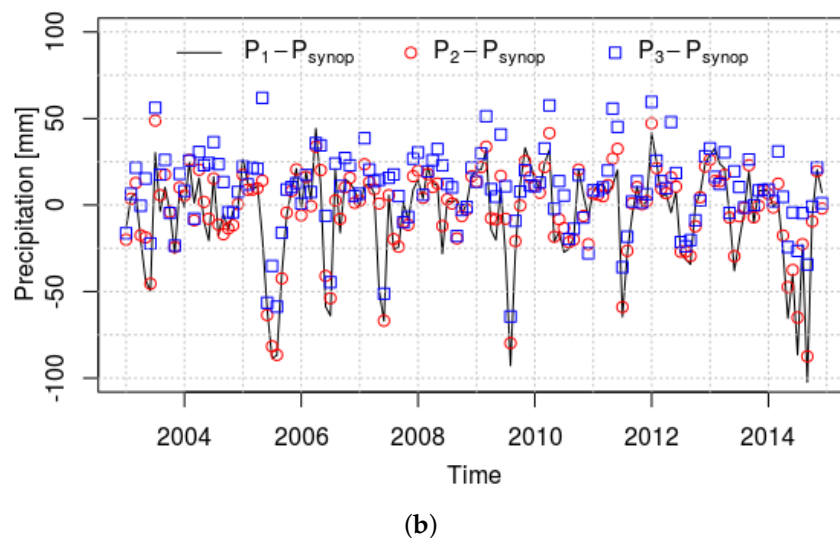 P1 − Psynop P2 − Psynop P3 − Psynop
100
50
0
-50
-100
Precipitation [mm]
2004 2006 2008 2010 2012 2014
Time
(b)